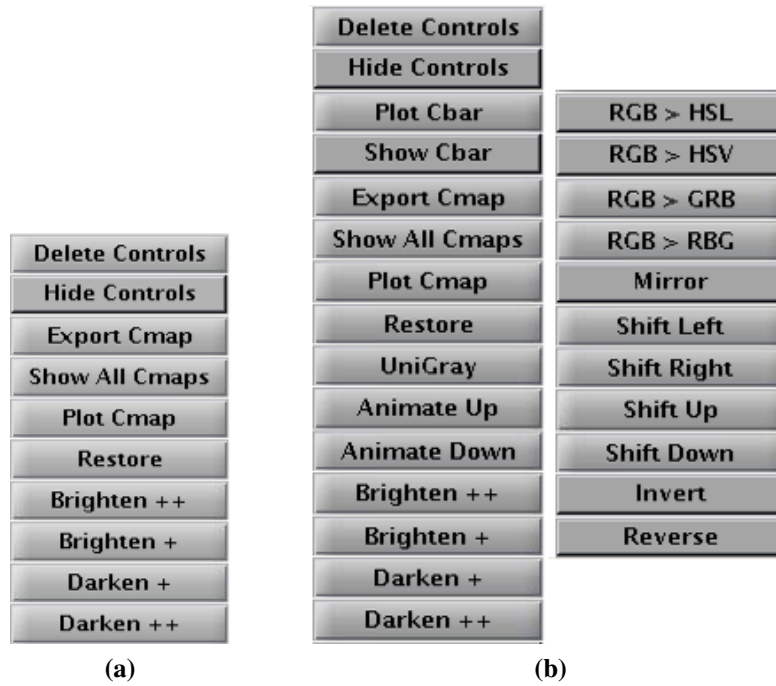 Delete Controls
Hide Controls
Export Cmap
Show All Cmaps
Plot Cmap
Restore
Brighten ++
Brighten +
Darken +
Darken ++
(a)
Delete Controls
Hide Controls
Plot Cbar
Show Cbar
Export Cmap
Show All Cmaps
Plot Cmap
Restore
UniGray
Animate Up
Animate Down
Brighten ++
Brighten +
Darken +
Darken ++
RGB > HSL
RGB > HSV
RGB > GRB
RGB > RBG
Mirror
Shift Left
Shift Right
Shift Up
Shift Down
Invert
Reverse
(b)